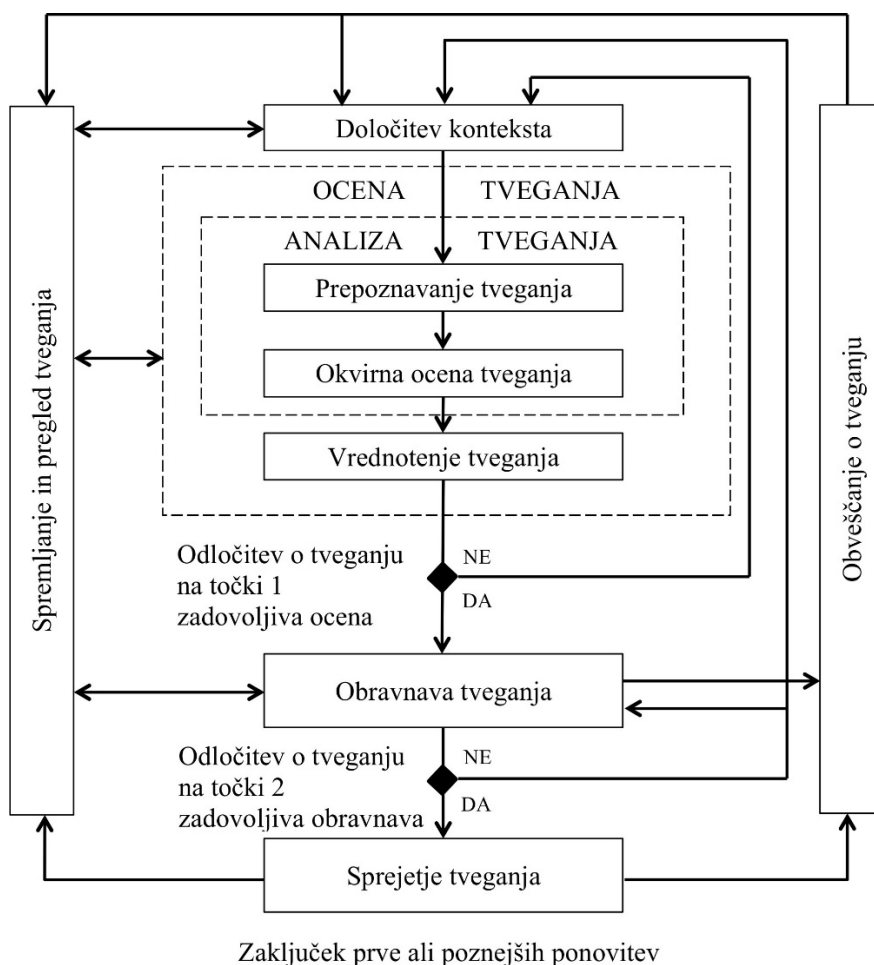 Določitev konteksta
OCENA TVEGANJA
ANALIZA TVEGANJA
Prepoznavanje tveganja
Okvirna ocena tveganja
Vrednotenje tveganja
Spremljanje in pregled tveganja
Obveščanje o tveganju
Odločitev o tveganju
na točki 1
zadovoljiva ocena
NE
DA
Obravnava tveganja
Odločitev o tveganju
na točki 2
zadovoljiva obravnava
NE
DA
Sprejetje tveganja
Zaključek prve ali poznejših ponovitev